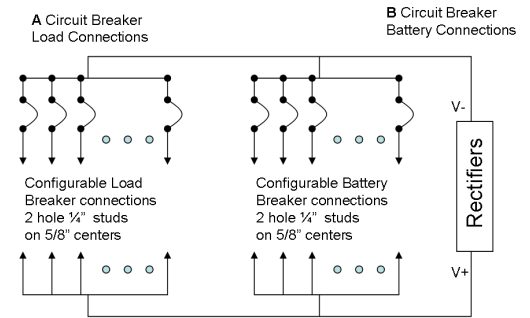 A Circuit Breaker
Load Connections
B Circuit Breaker
Battery Connections
V-
Configurable Load
Breaker connections
2 hole ¼” studs
on 5/8” centers
Configurable Battery
Breaker connections
2 hole ¼” studs
on 5/8” centers
Rectifiers
V+